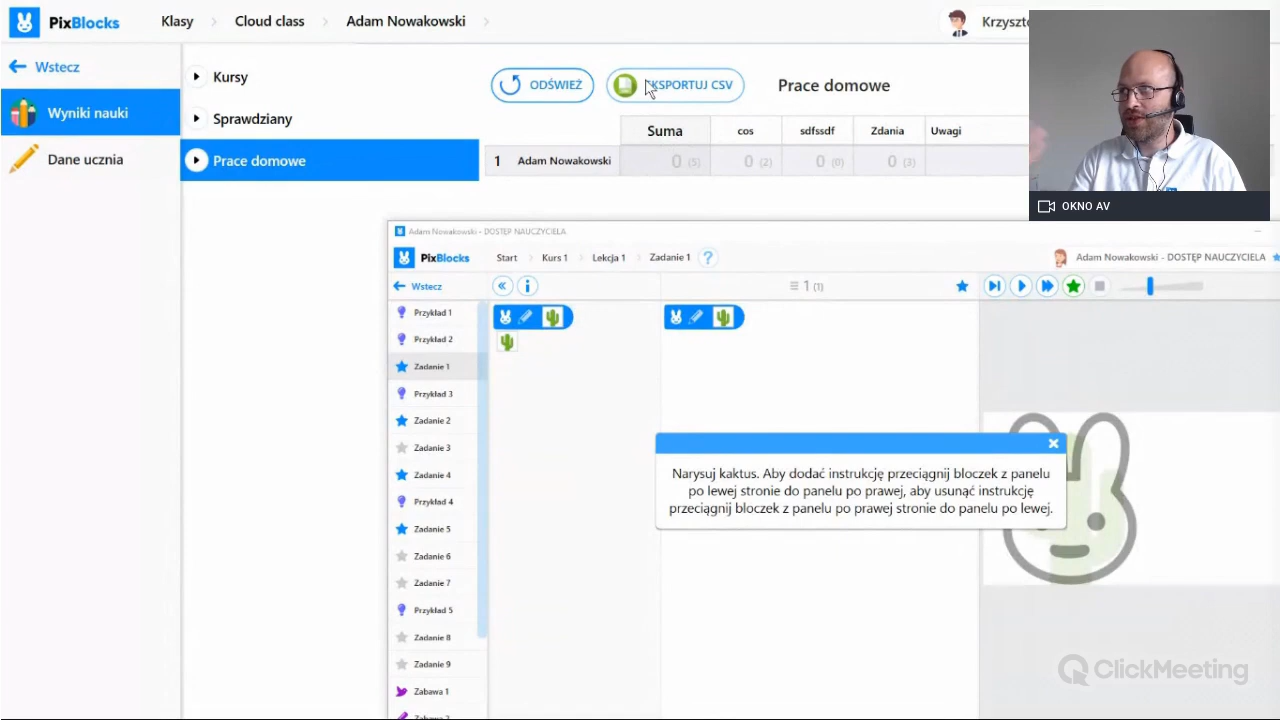 PixBlocks
Klasy
Cloud class
Adam Nowakowski
Wstecz
Wyniki nauki
Dane ucznia
Kursy
Sprawdziany
Prace domowe
ODŚWIEŻ
KSPORTUJ CSV
Prace domowe
Suma cos sdfssdf Zdania Uwagi
1 Adam Nowakowski 0 (5) 0 (2) 0 (0) 0 (3)
OKNO AV
Adam Nowakowski - DOSTĘP NAUCZYCIELA
PixBlocks
Start
Kurs 1
Lekcja 1
Zadanie 1
?
Adam Nowakowski - DOSTĘP NAUCZYCIELA
Wstecz
1 (1)
Przykład 1
Przykład 2
Zadanie 1
Przykład 3
Zadanie 2
Zadanie 3
Zadanie 4
Przykład 4
Zadanie 5
Zadanie 6
Zadanie 7
Przykład 5
Zadanie 8
Zadanie 9
Zabawa 1
Narysuj kaktus. Aby dodać instrukcję przeciągnij bloczek z panelu
po lewej stronie do panelu po prawej, aby usunąć instrukcję
przeciągnij bloczek z panelu po prawej stronie do panelu po lewej.
ClickMeeting